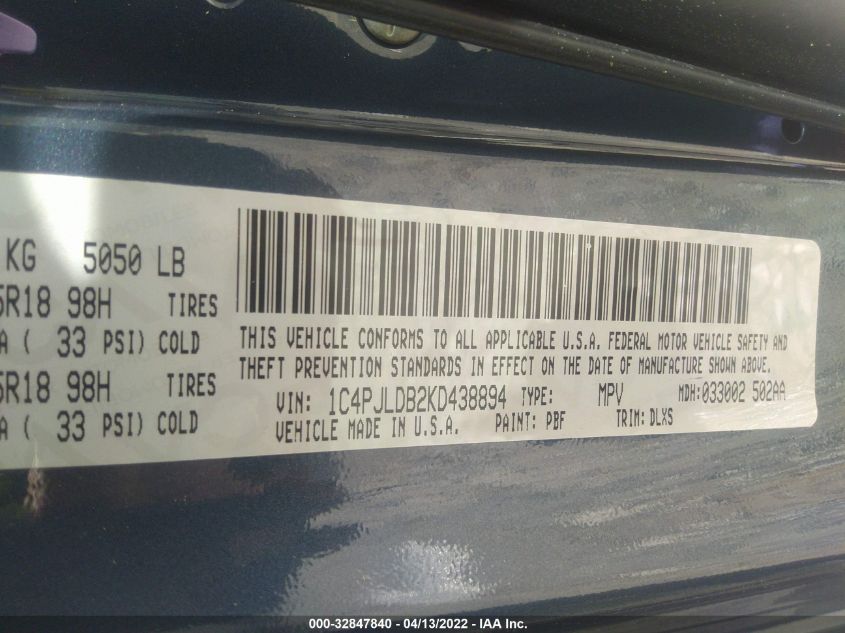 KG 5050 LB
5R18 98H TIRES
A ( 33 PSI) COLD
5R18 98H TIRES
A ( 33 PSI) COLD
THIS VEHICLE CONFORMS TO ALL APPLICABLE U.S.A. FEDERAL MOTOR VEHICLE SAFETY AND
THEFT PREVENTION STANDARDS IN EFFECT ON THE DATE OF MANUFACTURE SHOWN ABOVE.
VIN: 1C4PJLDB2KD438894 TYPE: MPV MDH:033002 502AA
VEHICLE MADE IN U.S.A. PAINT: PBF TRIM: DLXS
000-32847840 - 04/13/2022 - IAA Inc.